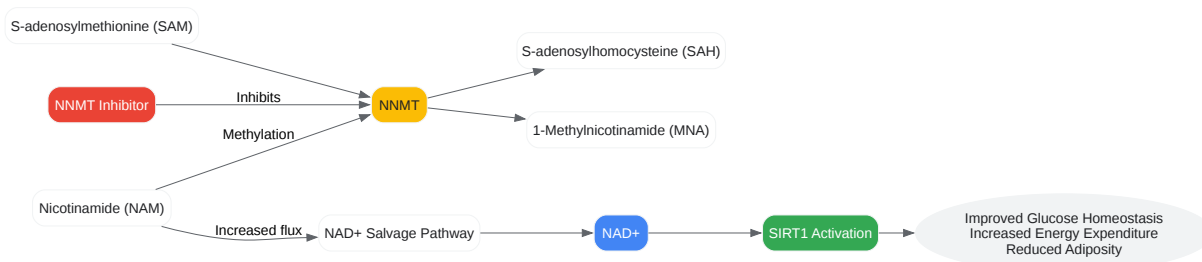 S-adenosylmethionine (SAM)
S-adenosylhomocysteine (SAH)
NNMT Inhibitor
Inhibits
NNMT
Methylation
1-Methylnicotinamide (MNA)
Nicotinamide (NAM)
Increased flux
NAD+ Salvage Pathway
NAD+
SIRT1 Activation
Improved Glucose Homeostasis
Increased Energy Expenditure
Reduced Adiposity